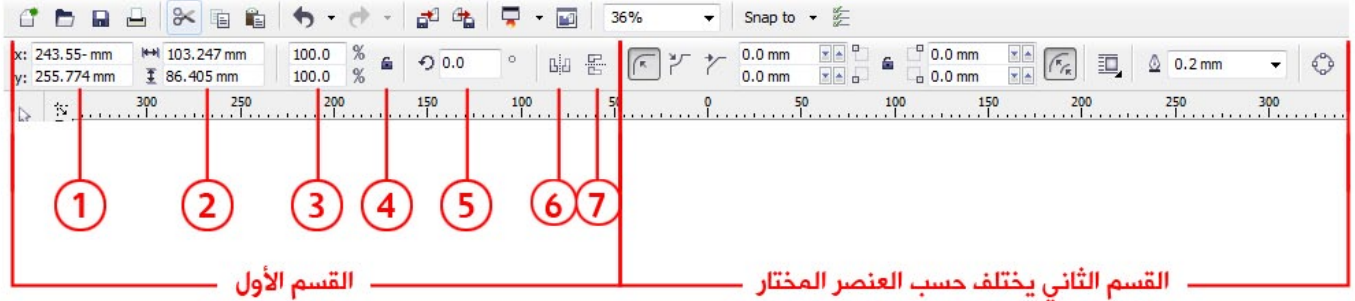 36% Snap to
x: 243.55- mm 103.247 mm 100.0 % 0.0 ° 0.0 mm 0.0 mm 0.2 mm
y: 255.774 mm 86.405 mm 100.0 % 0.0 mm 0.0 mm
300 250 200 150 100 50 0 50 100 150 200 250 300
1 2 3 4 5 6 7
القسم الأول
القسم الثاني يختلف حسب العنصر المختار